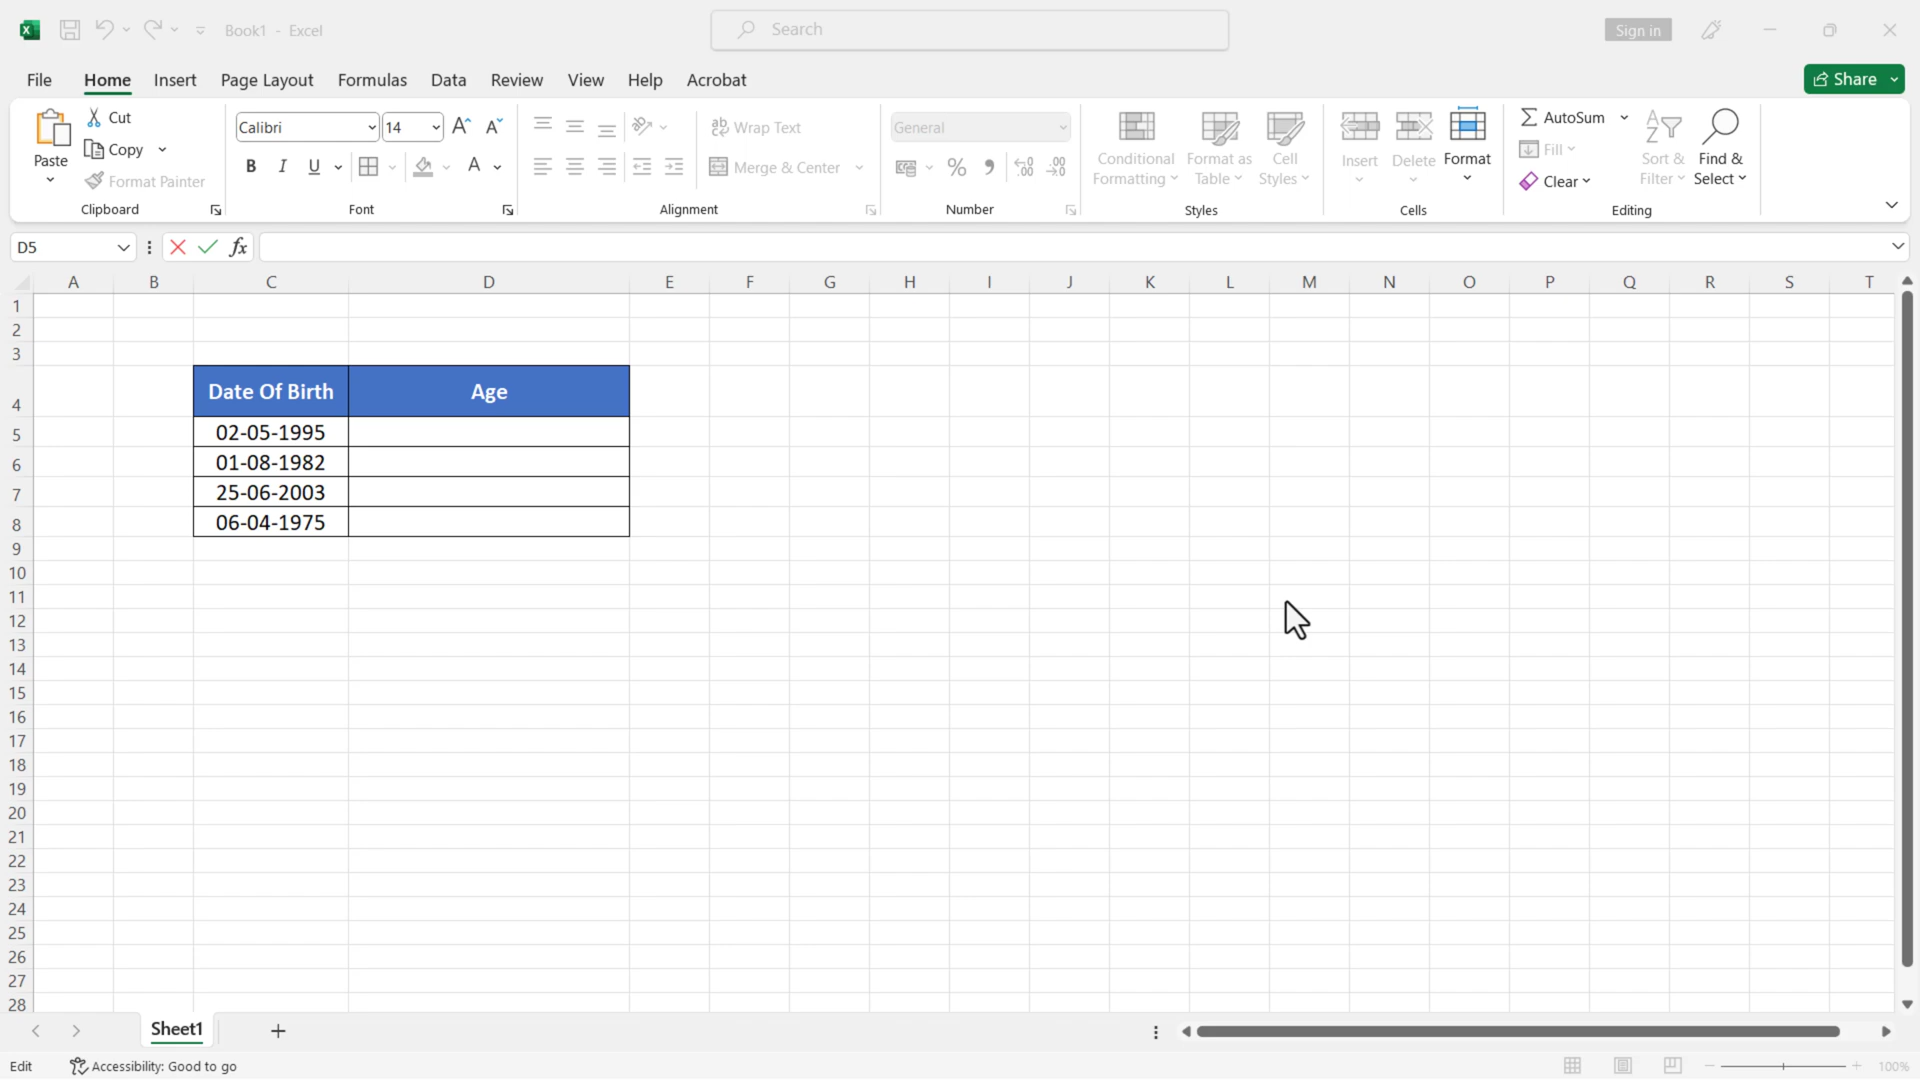 Book1 - Excel
Search
Sign in
File Home Insert Page Layout Formulas Data Review View Help Acrobat
Share
Paste
Cut
Copy
Format Painter
Clipboard
Calibri 14
B I U
Font
Wrap Text
Merge & Center
Alignment
General
Number
Conditional Formatting
Format as Table
Cell Styles
Styles
Insert Delete Format
Cells
AutoSum
Fill
Clear
Sort & Filter
Find & Select
Editing
D5
fx
A B C D E F G H I J K L M N O P Q R S T
1
2
3
4 Date Of Birth Age
5 02-05-1995
6 01-08-1982
7 25-06-2003
8 06-04-1975
9
10
11
12
13
14
15
16
17
18
19
20
21
22
23
24
25
26
27
28
Sheet1
Edit Accessibility: Good to go 100%